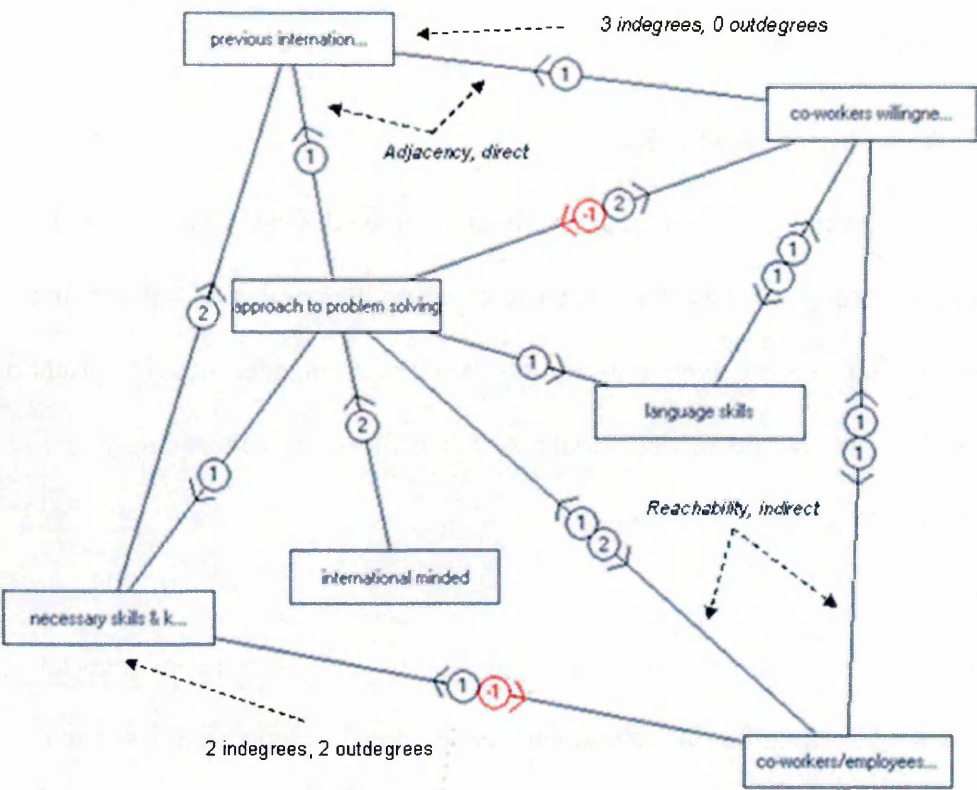 3 indegrees, 0 outdegrees
previous internation...
1
co-workers willingne...
Adjacency, direct
1
-1 2
1
1
2
approach to problem solving
1
language skills
2
1
1
1
Reachability, indirect
1
2
international minded
necessary skills & k...
1 -1
2 indegrees, 2 outdegrees
co-workers/employees...